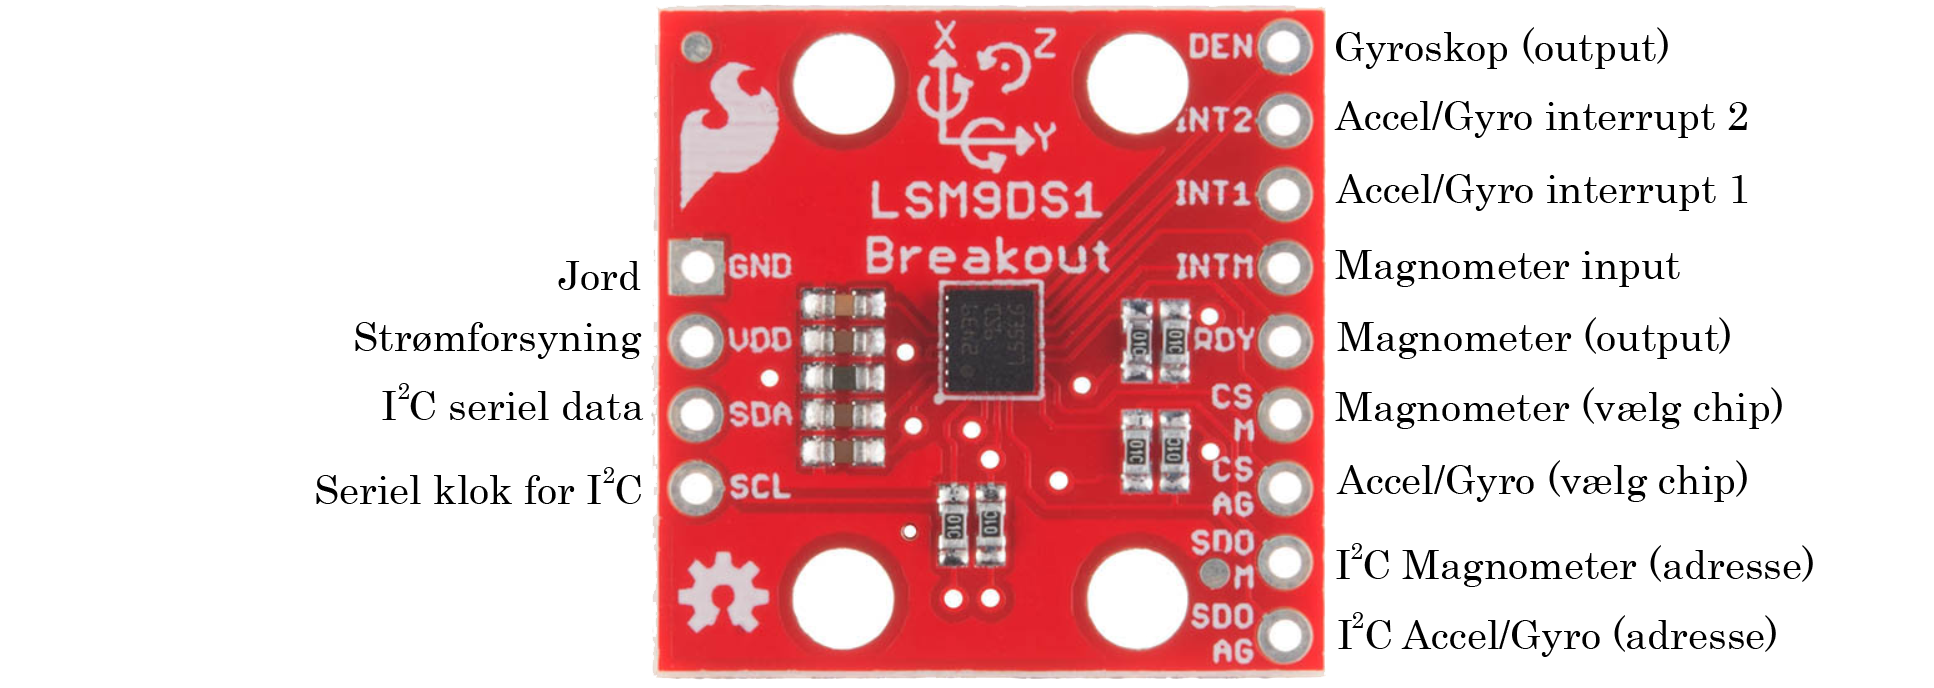 Jord
Strømforsyning
I²C seriel data
Seriel klok for I²C
X
Z
Y
LSM9DS1
Breakout
GND
VDD
SDA
SCL
DEN
INT2
INT1
INTM
RDY
CS
M
CS
AG
SDO
M
SDO
AG
Gyroskop (output)
Accel/Gyro interrupt 2
Accel/Gyro interrupt 1
Magnometer input
Magnometer (output)
Magnometer (vælg chip)
Accel/Gyro (vælg chip)
I²C Magnometer (adresse)
I²C Accel/Gyro (adresse)